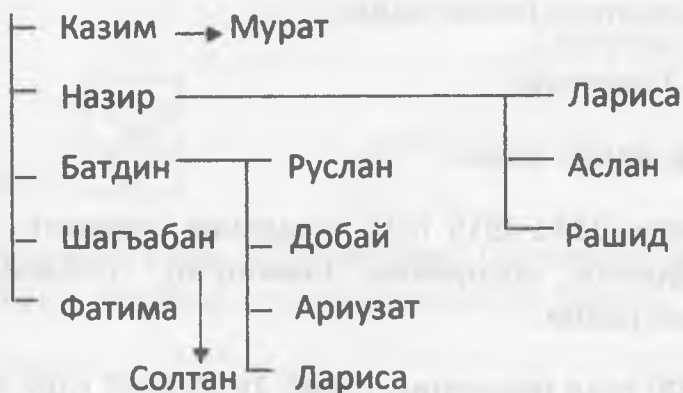 Казим Мурат
Назир Лариса
Батдин Руслан Аслан
Шагъабан Добай Рашид
Фатима Ариузат
Солтан Лариса